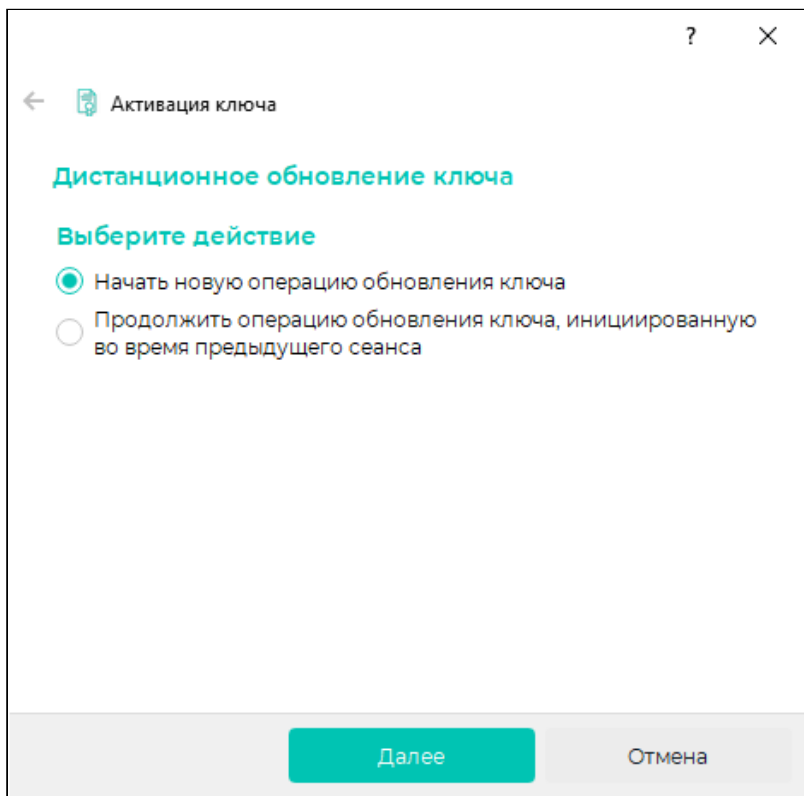 ?
Активация ключа
Дистанционное обновление ключа
Выберите действие
Начать новую операцию обновления ключа
Продолжить операцию обновления ключа, инициированную
во время предыдущего сеанса
Далее
Отмена